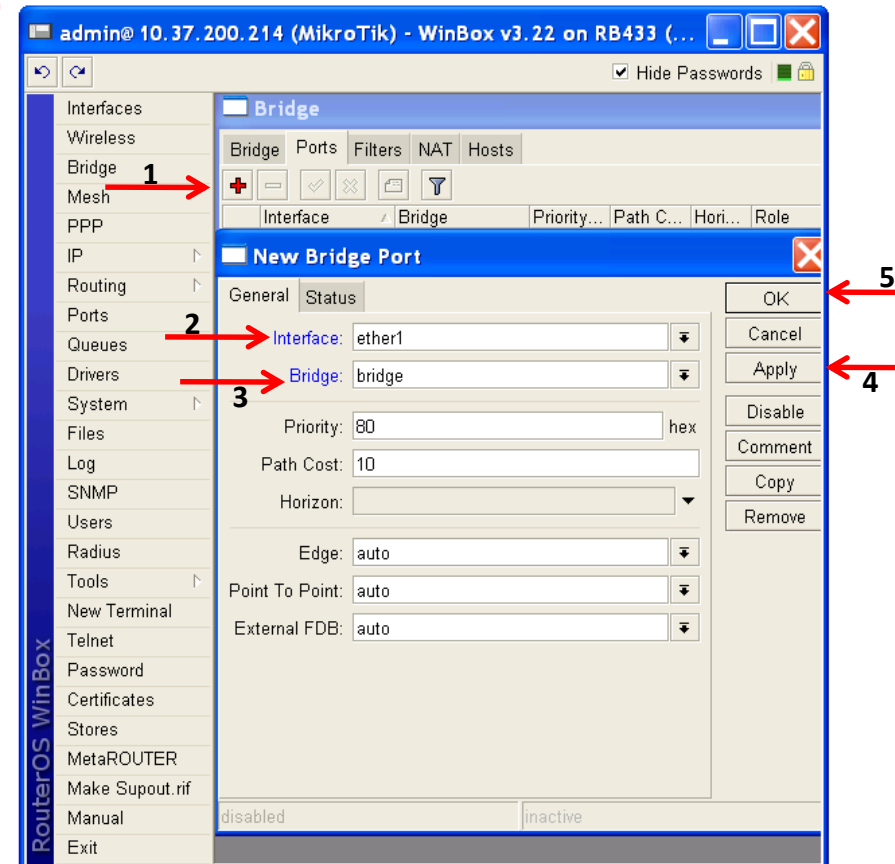 admin@10.37.200.214 (MikroTik) - WinBox v3.22 on RB433 (...
Hide Passwords
RouterOS WinBox
Interfaces
Wireless
Bridge
Mesh
PPP
IP
Routing
Ports
Queues
Drivers
System
Files
Log
SNMP
Users
Radius
Tools
New Terminal
Telnet
Password
Certificates
Stores
MetaROUTER
Make Supout.rif
Manual
Exit
Bridge
Bridge Ports Filters NAT Hosts
1
Interface Bridge Priority... Path C... Hori... Role
New Bridge Port
General Status
2
Interface: ether1
3
Bridge: bridge
Priority: 80 hex
Path Cost: 10
Horizon:
Edge: auto
Point To Point: auto
External FDB: auto
OK
5
Cancel
Apply
4
Disable
Comment
Copy
Remove
disabled inactive